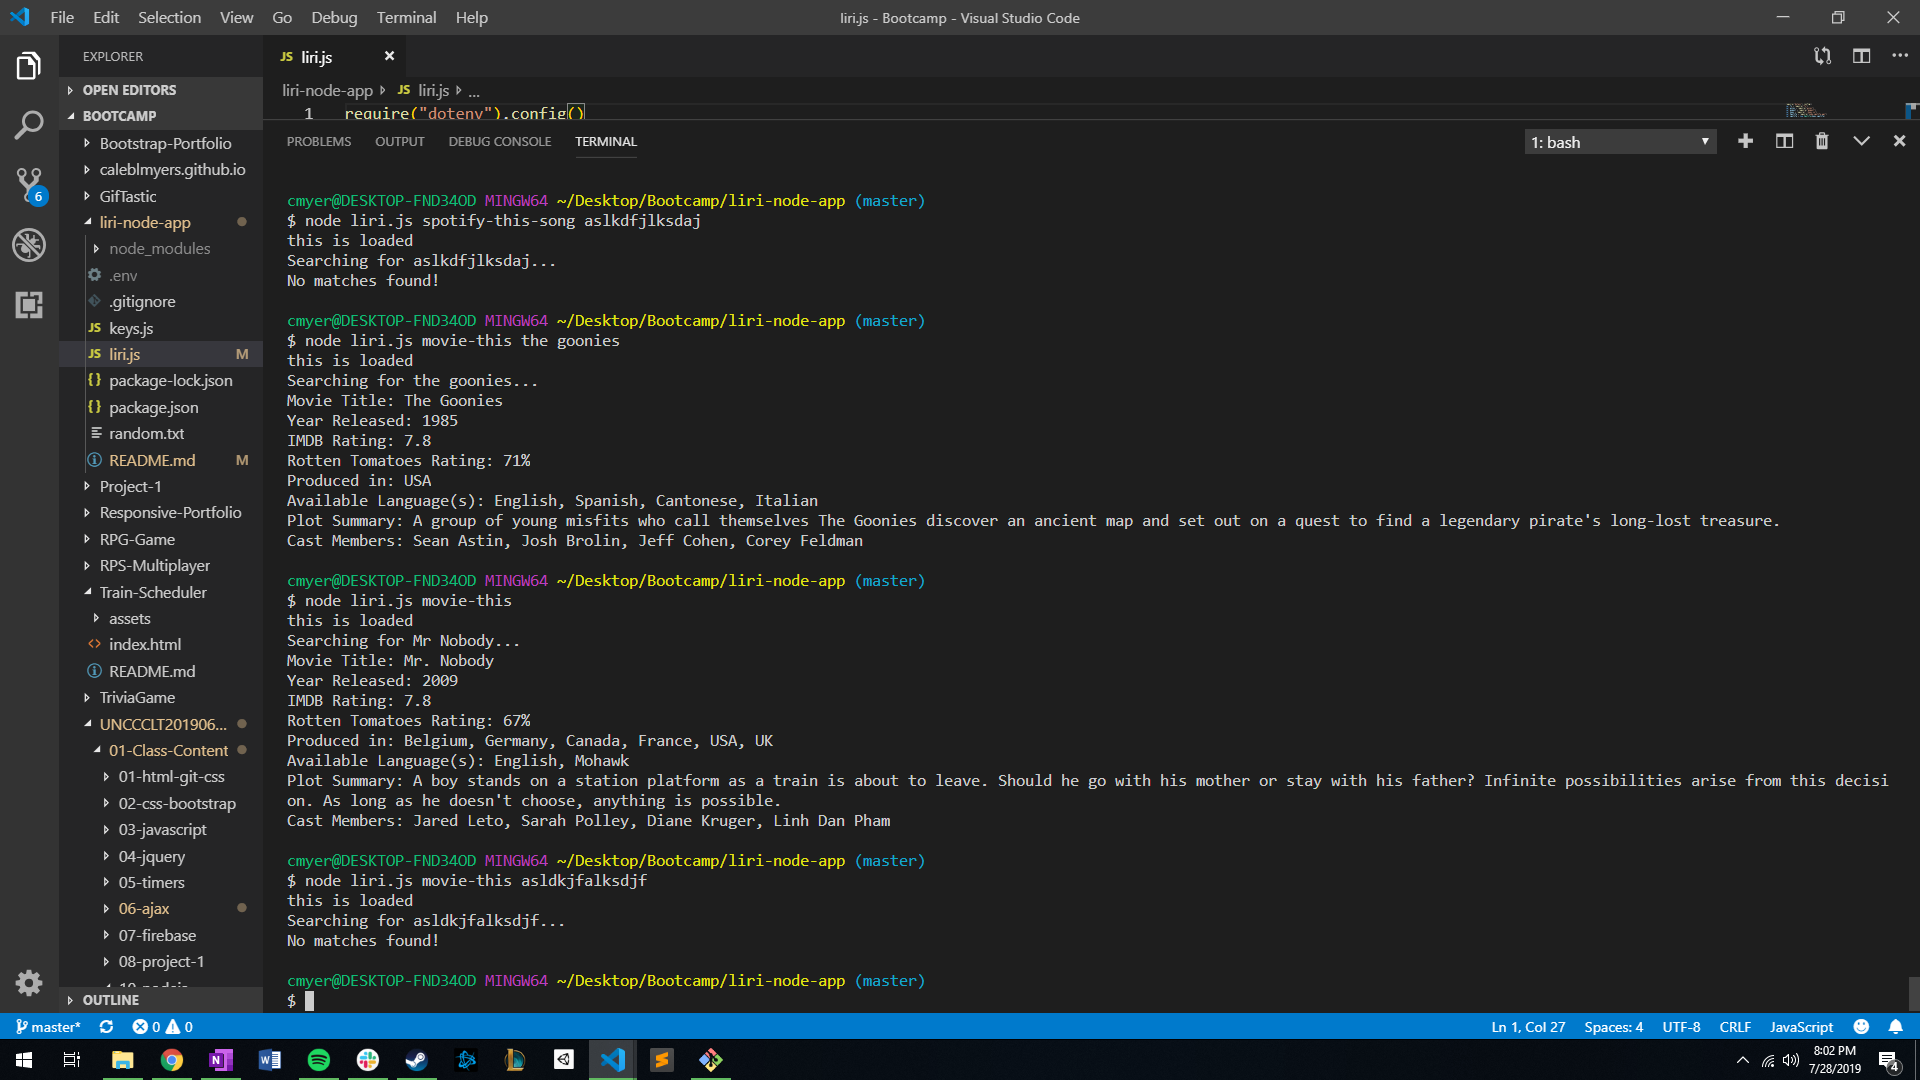 File Edit Selection View Go Debug Terminal Help
liri.js - Bootcamp - Visual Studio Code
EXPLORER
OPEN EDITORS
BOOTCAMP
Bootstrap-Portfolio
caleblmyers.github.io
GifTastic
liri-node-app
node_modules
.env
.gitignore
JS keys.js
JS liri.js M
{} package-lock.json
{} package.json
random.txt
README.md M
Project-1
Responsive-Portfolio
RPG-Game
RPS-Multiplayer
Train-Scheduler
assets
<> index.html
README.md
TriviaGame
UNCCCLT201906...
01-Class-Content
01-html-git-css
02-css-bootstrap
03-javascript
04-jquery
05-timers
06-ajax
07-firebase
08-project-1
OUTLINE
6
JS liri.js
liri-node-app JS liri.js ...
1 require("dotenv").config()
PROBLEMS OUTPUT DEBUG CONSOLE TERMINAL
1: bash
cmyer@DESKTOP-FND34OD MINGW64 ~/Desktop/Bootcamp/liri-node-app (master)
$ node liri.js spotify-this-song aslkdfjlksdaj
this is loaded
Searching for aslkdfjlksdaj...
No matches found!
cmyer@DESKTOP-FND34OD MINGW64 ~/Desktop/Bootcamp/liri-node-app (master)
$ node liri.js movie-this the goonies
this is loaded
Searching for the goonies...
Movie Title: The Goonies
Year Released: 1985
IMDB Rating: 7.8
Rotten Tomatoes Rating: 71%
Produced in: USA
Available Language(s): English, Spanish, Cantonese, Italian
Plot Summary: A group of young misfits who call themselves The Goonies discover an ancient map and set out on a quest to find a legendary pirate's long-lost treasure.
Cast Members: Sean Astin, Josh Brolin, Jeff Cohen, Corey Feldman
cmyer@DESKTOP-FND34OD MINGW64 ~/Desktop/Bootcamp/liri-node-app (master)
$ node liri.js movie-this
this is loaded
Searching for Mr Nobody...
Movie Title: Mr. Nobody
Year Released: 2009
IMDB Rating: 7.8
Rotten Tomatoes Rating: 67%
Produced in: Belgium, Germany, Canada, France, USA, UK
Available Language(s): English, Mohawk
Plot Summary: A boy stands on a station platform as a train is about to leave. Should he go with his mother or stay with his father? Infinite possibilities arise from this decisi
on. As long as he doesn't choose, anything is possible.
Cast Members: Jared Leto, Sarah Polley, Diane Kruger, Linh Dan Pham
cmyer@DESKTOP-FND34OD MINGW64 ~/Desktop/Bootcamp/liri-node-app (master)
$ node liri.js movie-this asldkjfalksdjf
this is loaded
Searching for asldkjfalksdjf...
No matches found!
cmyer@DESKTOP-FND34OD MINGW64 ~/Desktop/Bootcamp/liri-node-app (master)
$
master* 0 0
Ln 1, Col 27 Spaces: 4 UTF-8 CRLF JavaScript
8:02 PM
7/28/2019
4